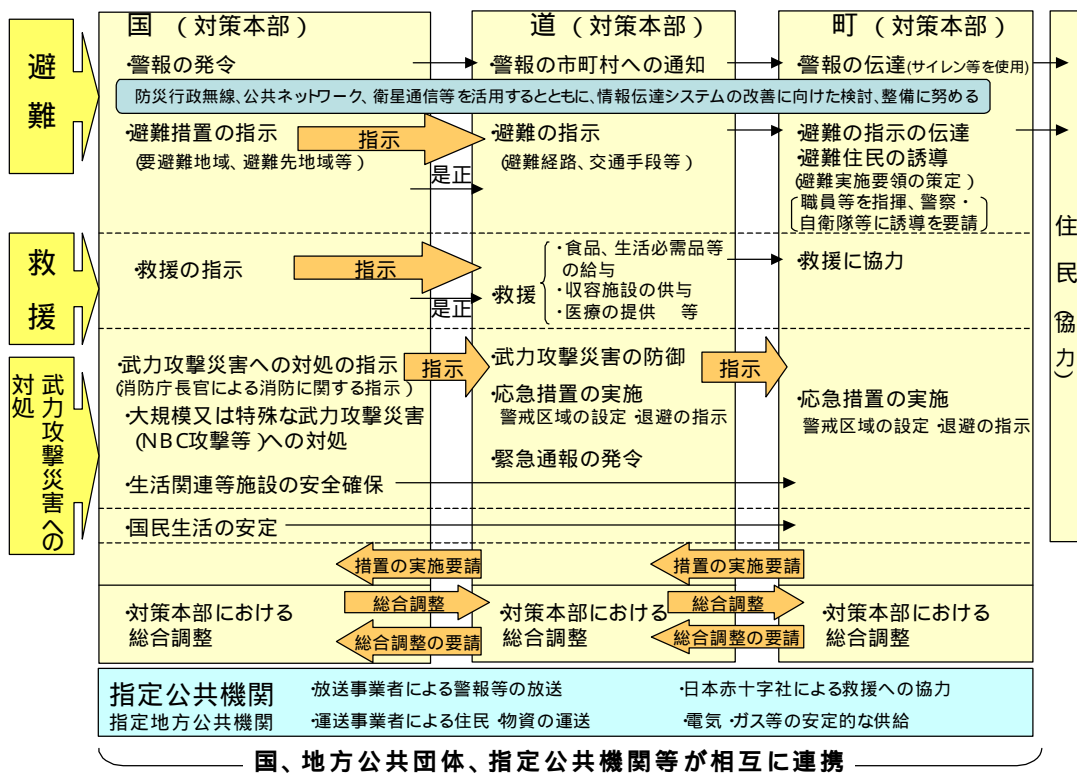 国 (対策本部)
道 (対策本部)
町 (対策本部)
避難
・警報の発令
・警報の市町村への通知
・警報の伝達(サイレン等を使用)
防災行政無線、公共ネットワーク、衛星通信等を活用するとともに、情報伝達システムの改善に向けた検討、整備に努める
・避難措置の指示
(要避難地域、避難先地域等)
指示
是正
・避難の指示
(避難経路、交通手段等)
・避難の指示の伝達
・避難住民の誘導
(避難実施要領の策定)
・職員等を指揮、警察・
自衛隊等に誘導を要請
住民(協力)
救援
・救援の指示
指示
是正
・救援
・食品、生活必需品等
の給与
・収容施設の供与
・医療の提供 等
・救援に協力
武力攻撃災害への
対処
・武力攻撃災害への対処の指示
(消防庁長官による消防に関する指示)
・大規模又は特殊な武力攻撃災害
(NBC攻撃等)への対処
指示
・武力攻撃災害の防御
・応急措置の実施
警戒区域の設定・退避の指示
・緊急通報の発令
指示
・応急措置の実施
警戒区域の設定・退避の指示
・生活関連等施設の安全確保
・国民生活の安定
措置の実施要請
措置の実施要請
・対策本部における
総合調整
総合調整
総合調整の要請
・対策本部における
総合調整
総合調整
総合調整の要請
・対策本部における
総合調整
指定公共機関
指定地方公共機関
・放送事業者による警報等の放送
・日本赤十字社による救援への協力
・運送事業者による住民・物資の運送
・電気・ガス等の安定的な供給
国、地方公共団体、指定公共機関等が相互に連携